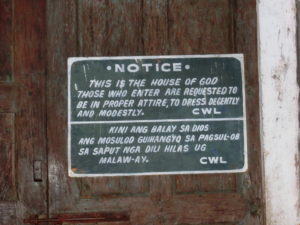 • NOTICE •
THIS IS THE HOUSE OF GOD
THOSE WHO ENTER ARE REQUESTED TO
BE IN PROPER ATTIRE, TO DRESS DECENTLY
AND MODESTLY. CWL
KINI ANG BALAY SA DIOS
ANG MOSULOD GUIHANGYO SA PAGSUL-OB
SA SAPUT NGA DILI HILAS UG
MALAW-AY. CWL